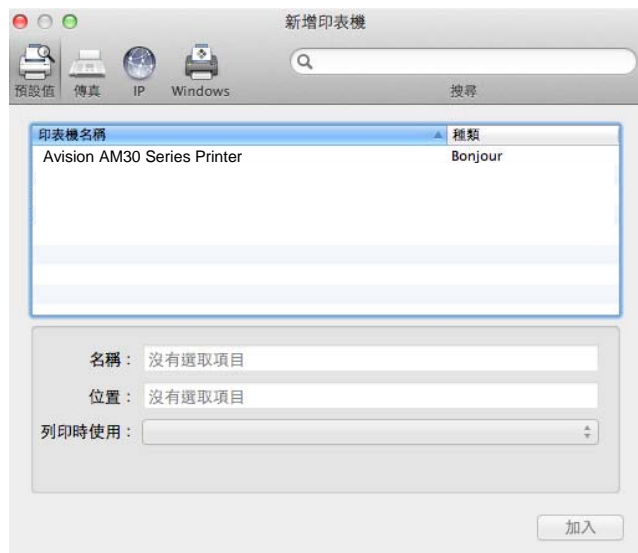 新增印表機
預設值 傳真 IP Windows 搜尋
印表機名稱 種類
Avision AM30 Series Printer Bonjour
名稱： 沒有選取項目
位置： 沒有選取項目
列印時使用：
加入